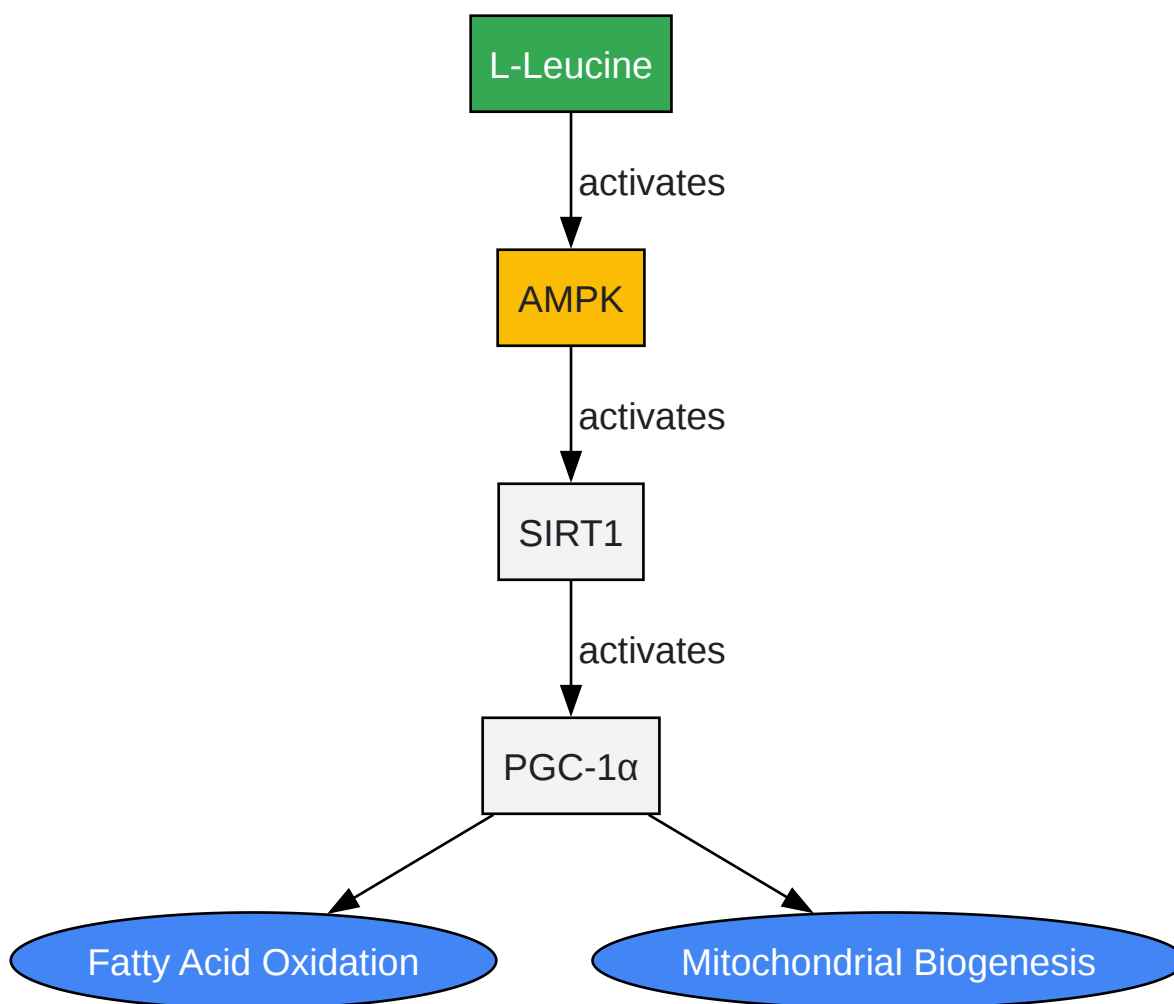 L-Leucine
activates
AMPK
activates
SIRT1
activates
PGC-1α
Fatty Acid Oxidation
Mitochondrial Biogenesis